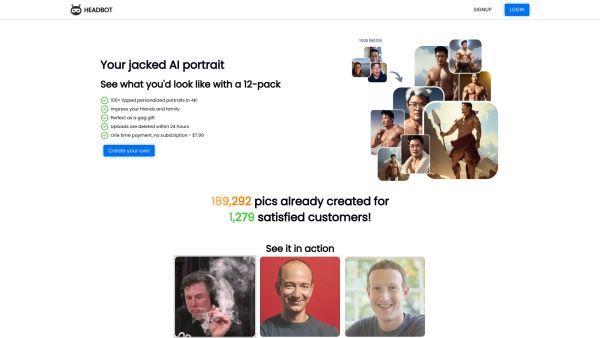 HEADBOT
SIGNUP
LOGIN
Your jacked AI portrait
See what you'd look like with a 12-pack
100+ ripped personalized portraits in 4k!
Impress your friends and family
Perfect as a gag gift
Uploads are deleted within 24 hours
One time payment, no subscription - $7.99
Create your own
YOUR PHOTOS
189,292 pics already created for
1,279 satisfied customers!
See it in action